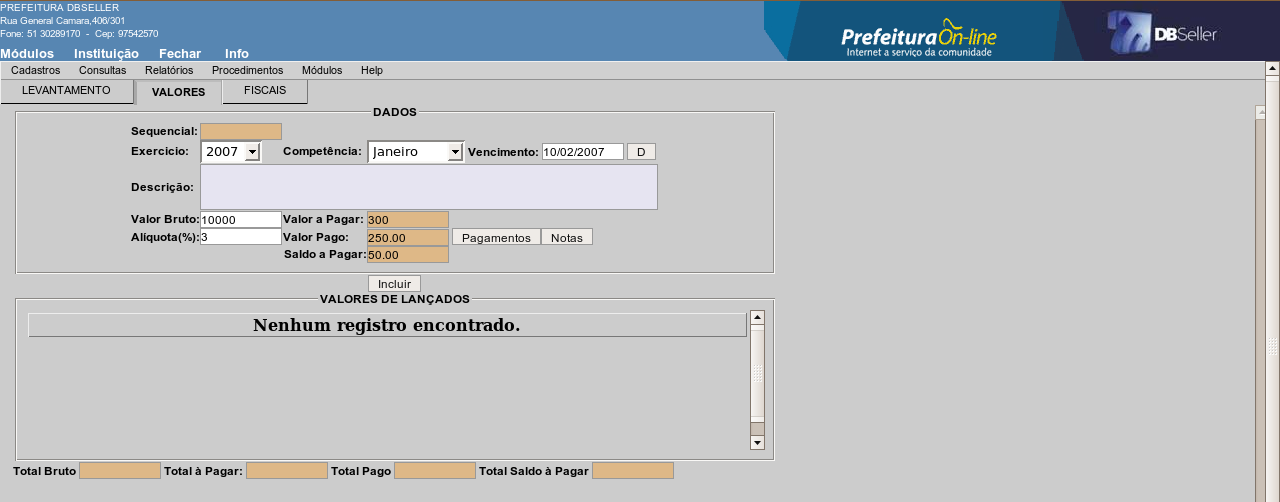 PREFEITURA DBSELLER
Rua General Camara,406/301
Fone: 51 30289170 - Cep: 97542570
Módulos Instituição Fechar Info
PrefeituraOn-line
Internet a serviço da comunidade
DBSeller
Cadastros Consultas Relatórios Procedimentos Módulos Help
LEVANTAMENTO VALORES FISCAIS
DADOS
Sequencial:
Exercicio: 2007 Competência: Janeiro Vencimento: 10/02/2007 D
Descrição:
Valor Bruto: 10000 Valor a Pagar: 300
Aliquota(%): 3 Valor Pago: 250.00 Pagamentos Notas
Saldo a Pagar: 50.00
Incluir
VALORES DE LANÇADOS
Nenhum registro encontrado.
Total Bruto Total à Pagar: Total Pago Total Saldo à Pagar